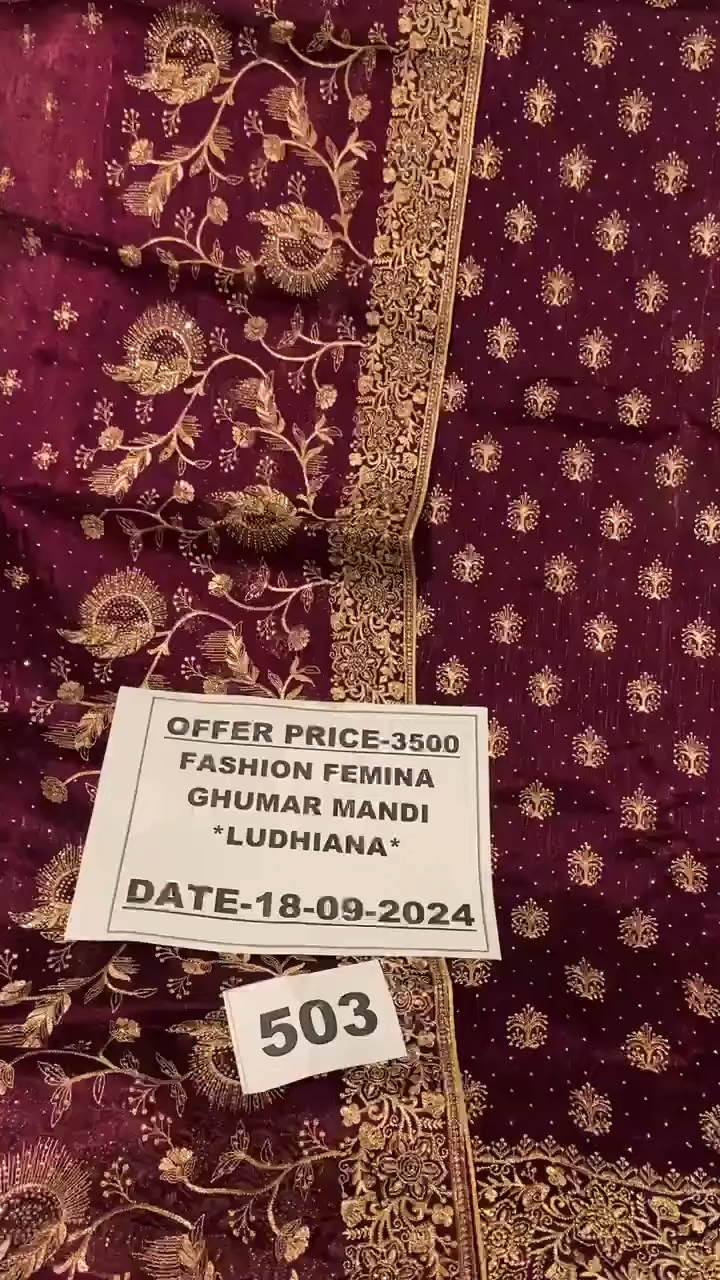 OFFER PRICE-3500
FASHION FEMINA
GHUMAR MANDI
*LUDHIANA*
DATE-18-09-2024
503